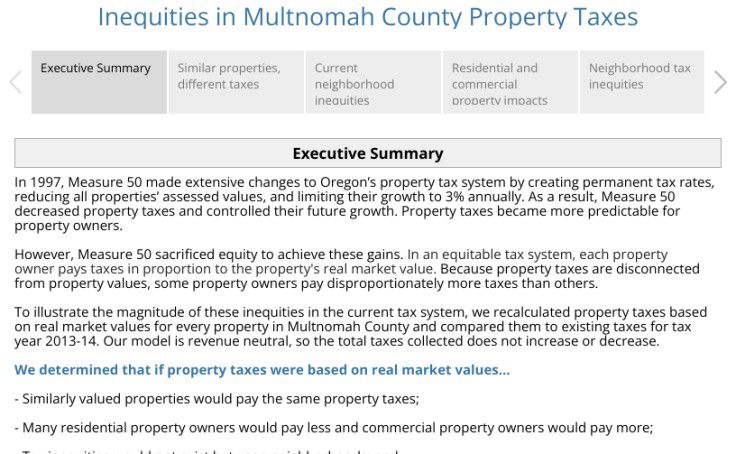 Inequities in Multnomah County Property Taxes
Executive Summary
Similar properties,
different taxes
Current
neighborhood
inequities
Residential and
commercial
property impacts
Neighborhood tax
inequities
Executive Summary
In 1997, Measure 50 made extensive changes to Oregon's property tax system by creating permanent tax rates,
reducing all properties' assessed values, and limiting their growth to 3% annually. As a result, Measure 50
decreased property taxes and controlled their future growth. Property taxes became more predictable for
property owners.
However, Measure 50 sacrificed equity to achieve these gains. In an equitable tax system, each property
owner pays taxes in proportion to the property's real market value. Because property taxes are disconnected
from property values, some property owners pay disproportionately more taxes than others.
To illustrate the magnitude of these inequities in the current tax system, we recalculated property taxes based
on real market values for every property in Multnomah County and compared them to existing taxes for tax
year 2013-14. Our model is revenue neutral, so the total taxes collected does not increase or decrease.
We determined that if property taxes were based on real market values...
- Similarly valued properties would pay the same property taxes;
- Many residential property owners would pay less and commercial property owners would pay more;